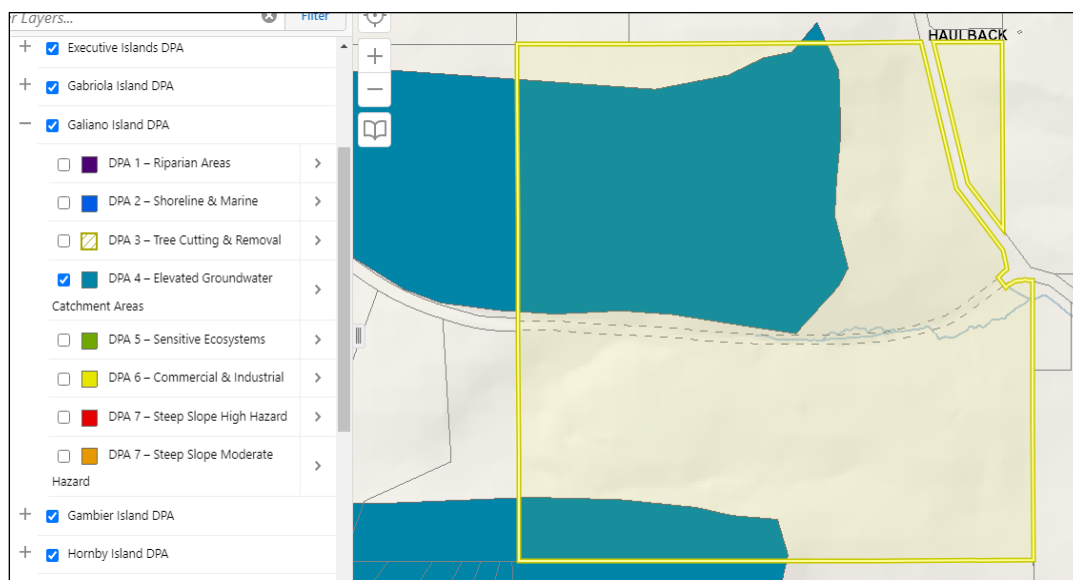 r Layers...
Filter
Executive Islands DPA
Gabriola Island DPA
Galiano Island DPA
DPA 1 – Riparian Areas
DPA 2 – Shoreline & Marine
DPA 3 – Tree Cutting & Removal
DPA 4 – Elevated Groundwater
Catchment Areas
DPA 5 – Sensitive Ecosystems
DPA 6 – Commercial & Industrial
DPA 7 – Steep Slope High Hazard
DPA 7 – Steep Slope Moderate
Hazard
Gambier Island DPA
Hornby Island DPA
HAULBACK